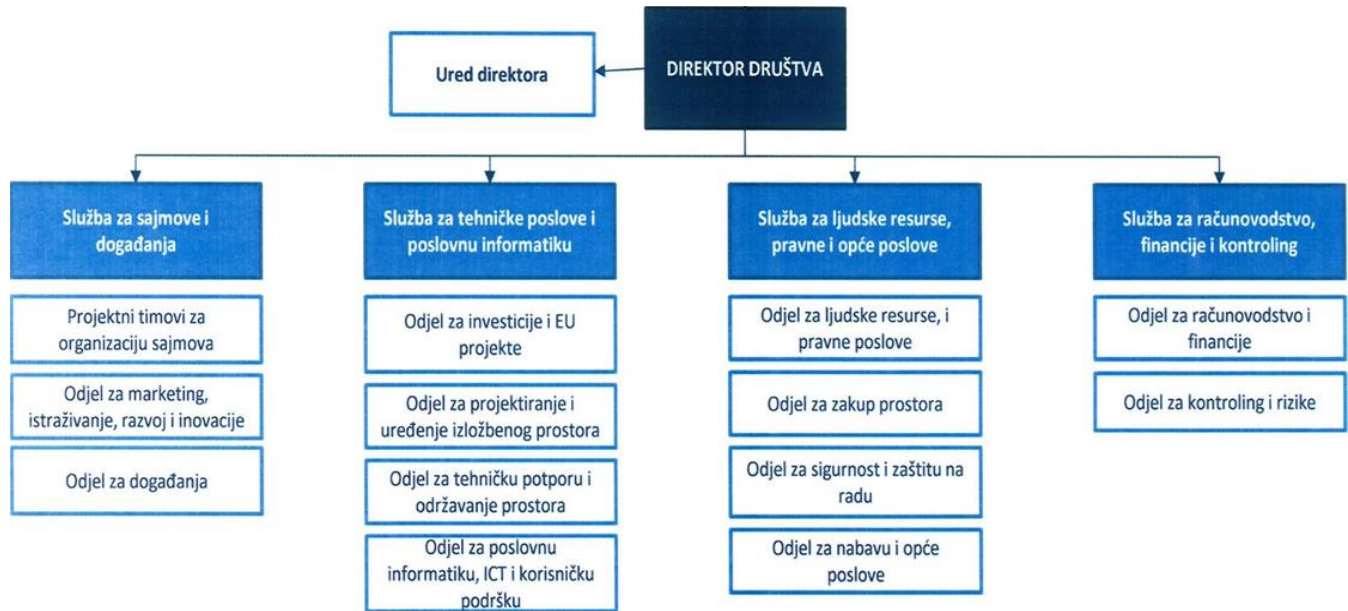 Ured direktora
DIREKTOR DRUŠTVA
Služba za sajmove i
događanja
Projektni timovi za
organizaciju sajmova
Odjel za marketing,
istraživanje, razvoj i inovacije
Odjel za događanja
Služba za tehničke poslove i
poslovnu informatiku
Odjel za investicije i EU
projekte
Odjel za projektiranje i
uređenje izložbenog prostora
Odjel za tehničku potporu i
održavanje prostora
Odjel za poslovnu
informatiku, ICT i korisničku
podršku
Služba za ljudske resurse,
pravne i opće poslove
Odjel za ljudske resurse, i
pravne poslove
Odjel za zakup prostora
Odjel za sigurnost i zaštitu na
radu
Odjel za nabavu i opće
poslove
Služba za računovodstvo,
financije i kontroling
Odjel za računovodstvo i
financije
Odjel za kontroling i rizike